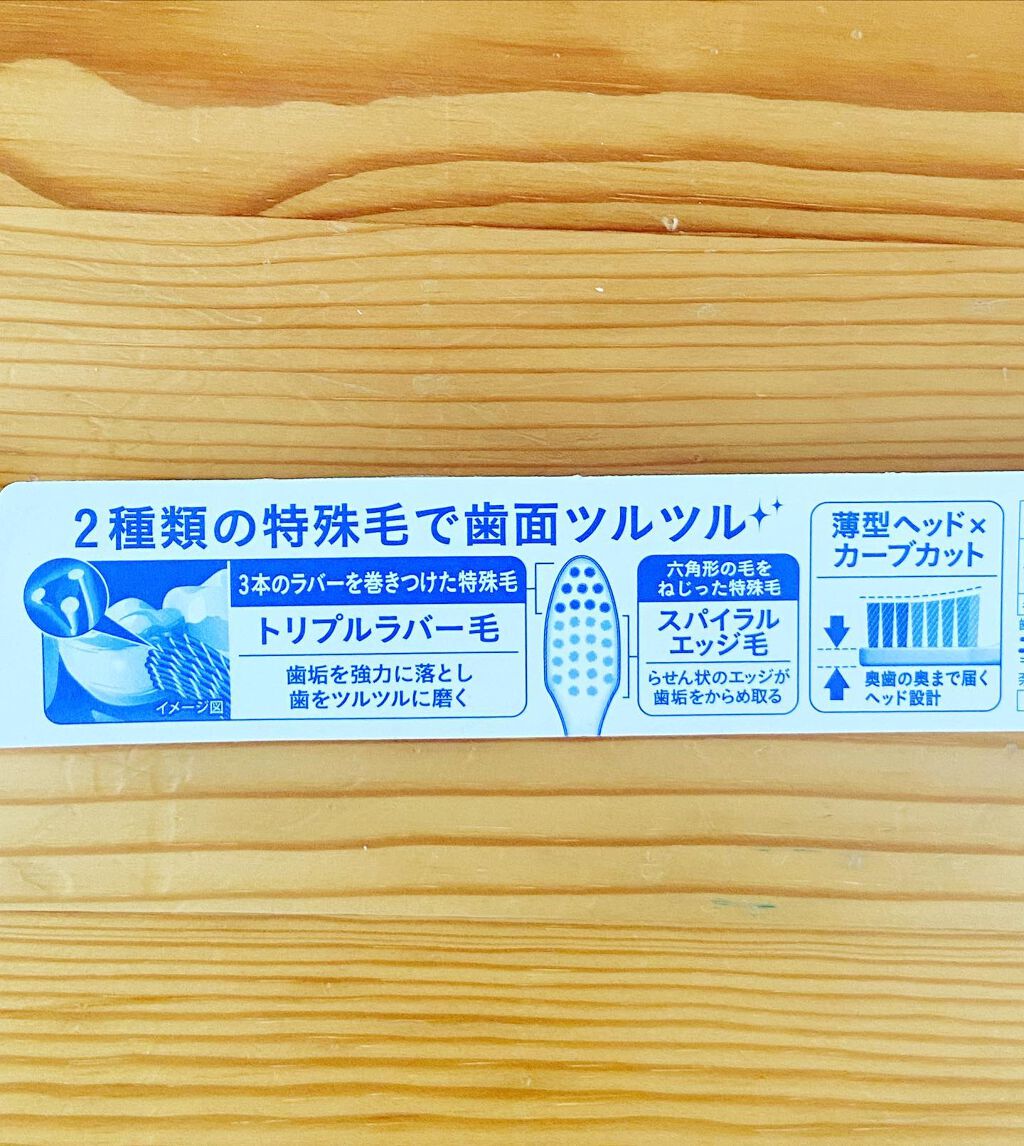 2種類の特殊毛で歯面ツルツル
3本のラバーを巻きつけた特殊毛
トリプルラバー毛
歯垢を強力に落とし
歯をツルツルに磨く
イメージ図
六角形の毛を
ねじった特殊毛
スパイラル
エッジ毛
らせん状のエッジが
歯垢をからめ取る
薄型ヘッド×
カーブカット
奥歯の奥まで届く
ヘッド設計